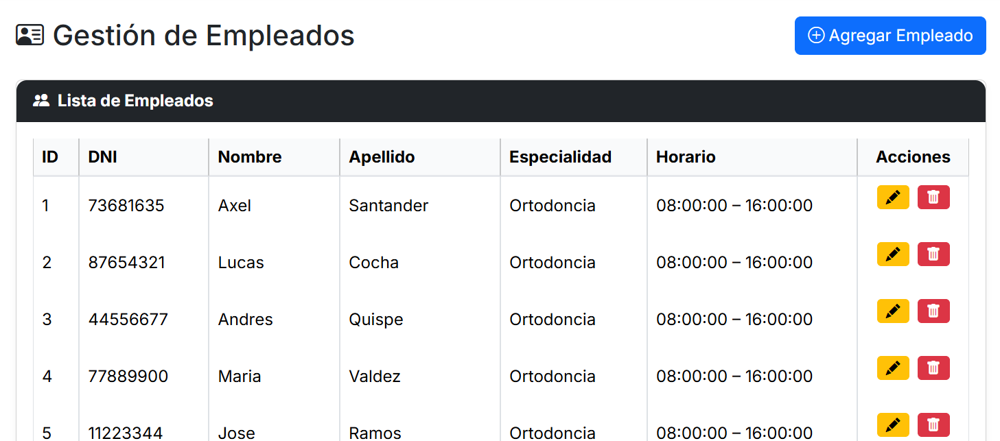 Gestión de Empleados
Agregar Empleado
Lista de Empleados
ID DNI Nombre Apellido Especialidad Horario Acciones
1 73681635 Axel Santander Ortodoncia 08:00:00 – 16:00:00
2 87654321 Lucas Cocha Ortodoncia 08:00:00 – 16:00:00
3 44556677 Andres Quispe Ortodoncia 08:00:00 – 16:00:00
4 77889900 Maria Valdez Ortodoncia 08:00:00 – 16:00:00
5 11223344 Jose Ramos Ortodoncia 08:00:00 – 16:00:00